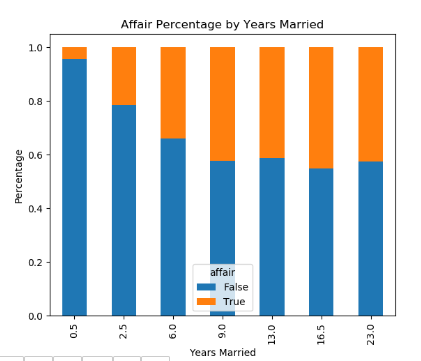 Affair Percentage by Years Married
1.0
0.8
0.6
0.4
0.2
0.0
Percentage
affair
False
True
0.5
2.5
6.0
9.0
13.0
16.5
23.0
Years Married